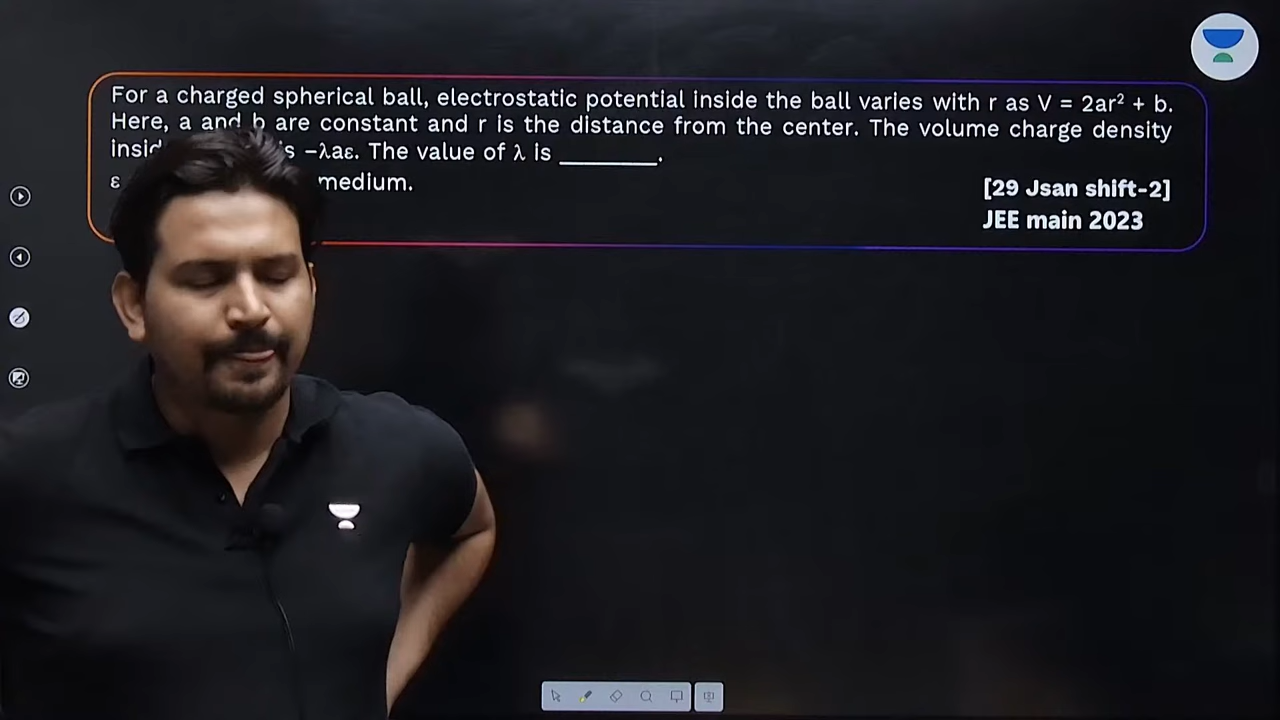 For a charged spherical ball, electrostatic potential inside the ball varies with r as V = 2ar² + b.
Here, a and b are constant and r is the distance from the center. The volume charge density
is −λaε. The value of λ is ________.
ε medium.
[29 Jsan shift-2]
JEE main 2023